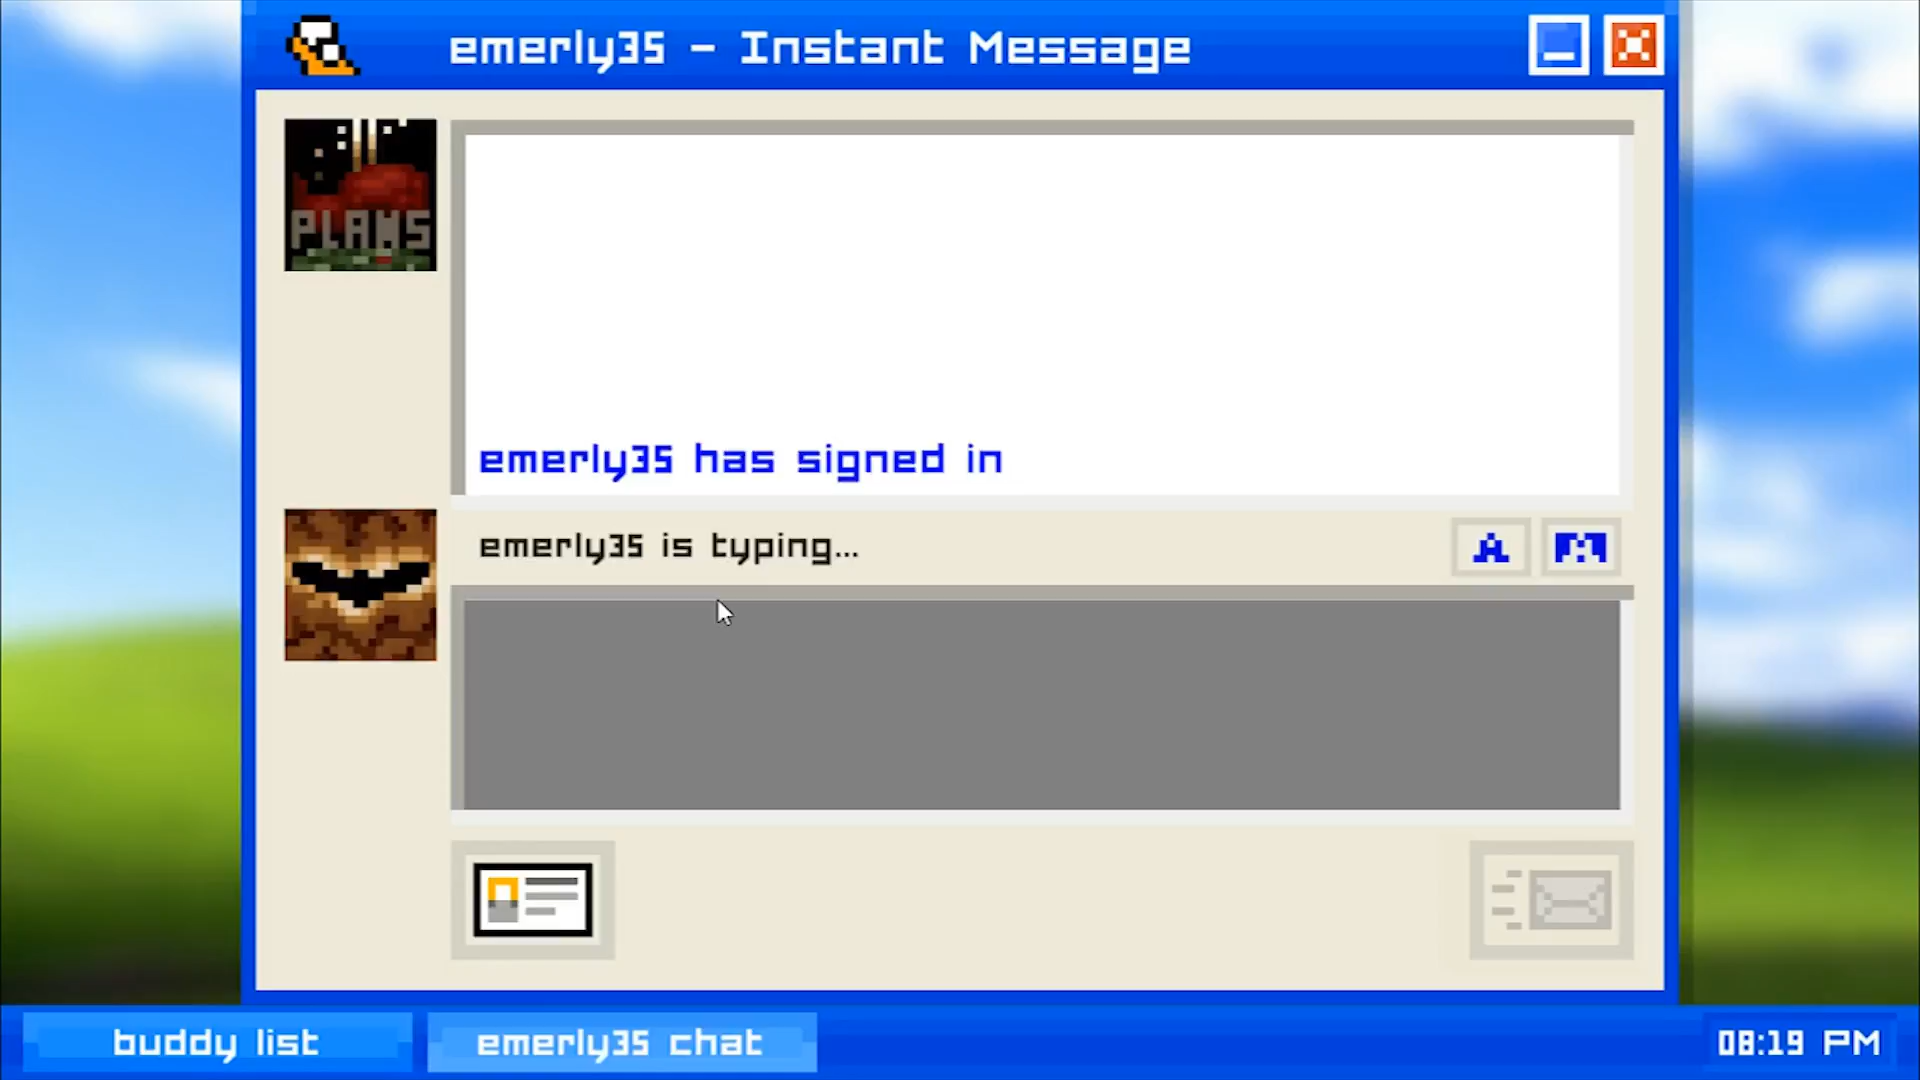 emerly35 - Instant Message
PLANS
emerly35 has signed in
emerly35 is typing...
A
buddy list
emerly35 chat
08:19 PM